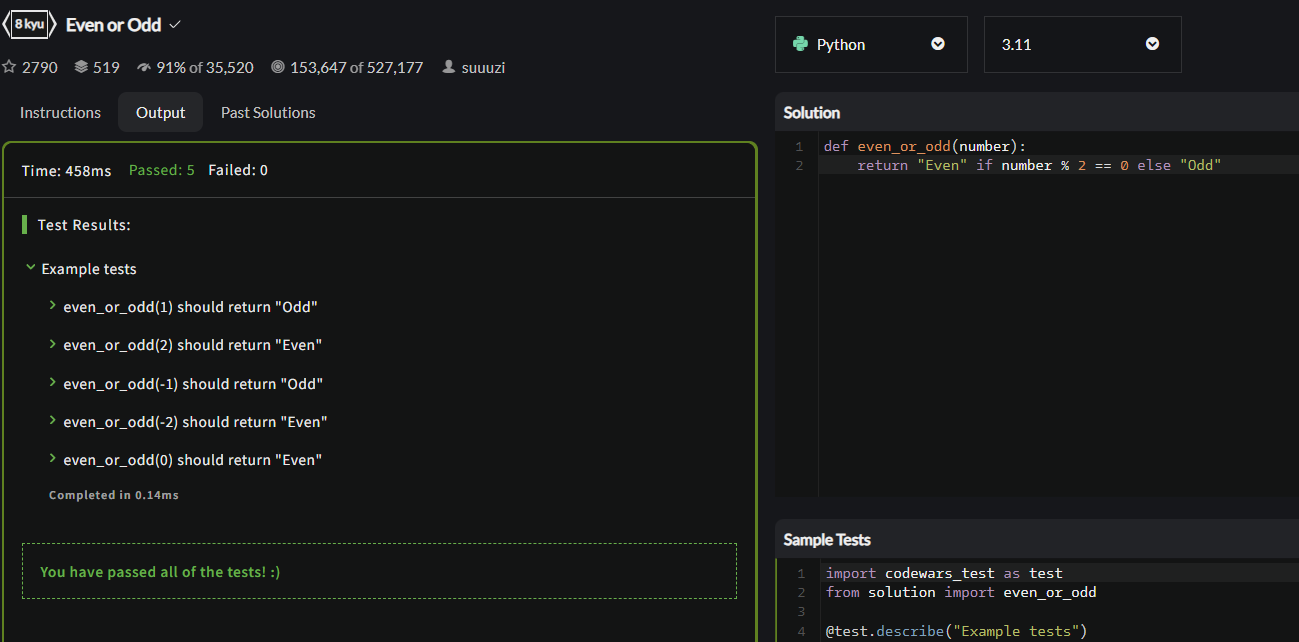 8 kyu Even or Odd
2790 519 91% of 35,520 153,647 of 527,177 suuuzi
Instructions Output Past Solutions
Time: 458ms Passed: 5 Failed: 0
Test Results:
Example tests
even_or_odd(1) should return "Odd"
even_or_odd(2) should return "Even"
even_or_odd(-1) should return "Odd"
even_or_odd(-2) should return "Even"
even_or_odd(0) should return "Even"
Completed in 0.14ms
You have passed all of the tests! :)
Python 3.11
Solution
1 def even_or_odd(number):
2     return "Even" if number % 2 == 0 else "Odd"
Sample Tests
1 import codewars_test as test
2 from solution import even_or_odd
3
4 @test.describe("Example tests")